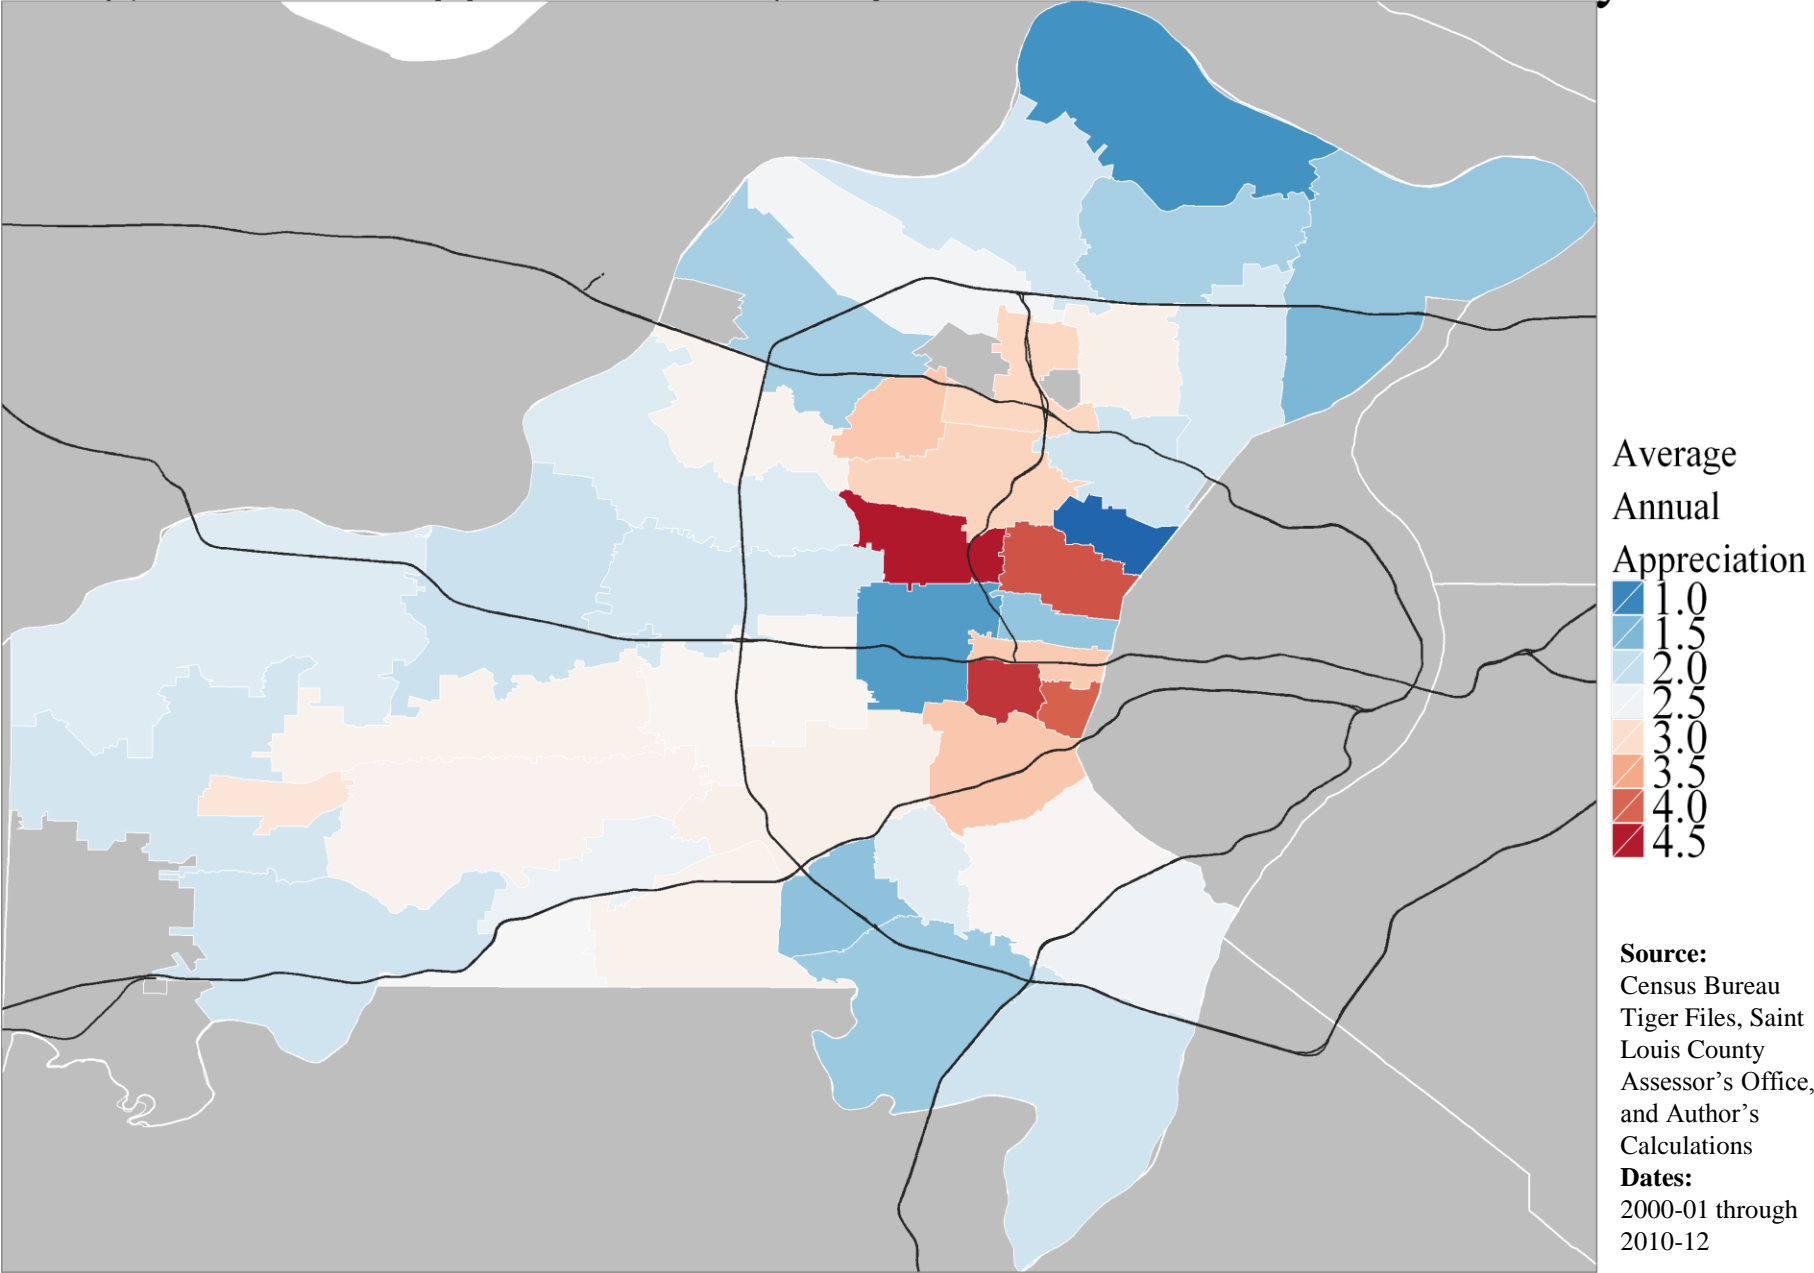 Average
Annual
Appreciation
1.0
1.5
2.0
2.5
3.0
3.5
4.0
4.5
Source:
Census Bureau
Tiger Files, Saint
Louis County
Assessor's Office,
and Author's
Calculations
Dates:
2000-01 through
2010-12